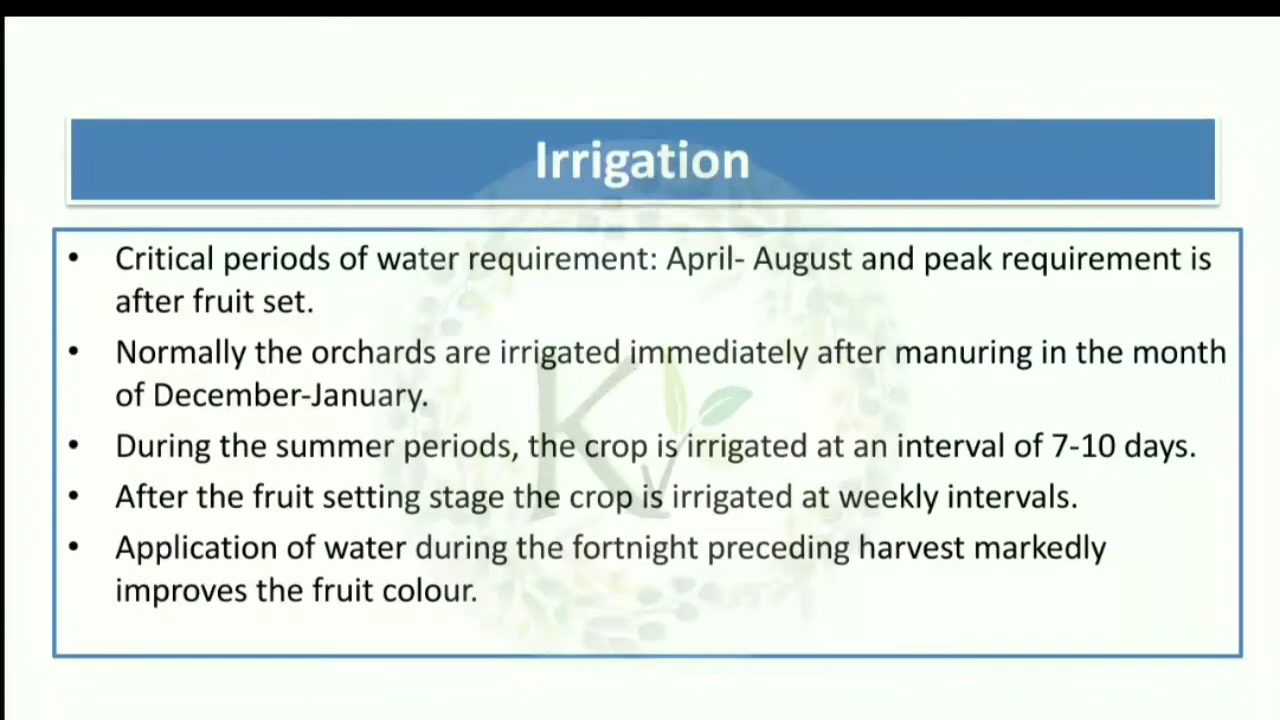 Irrigation
• Critical periods of water requirement: April- August and peak requirement is
after fruit set.
• Normally the orchards are irrigated immediately after manuring in the month
of December-January.
• During the summer periods, the crop is irrigated at an interval of 7-10 days.
• After the fruit setting stage the crop is irrigated at weekly intervals.
• Application of water during the fortnight preceding harvest markedly
improves the fruit colour.
K